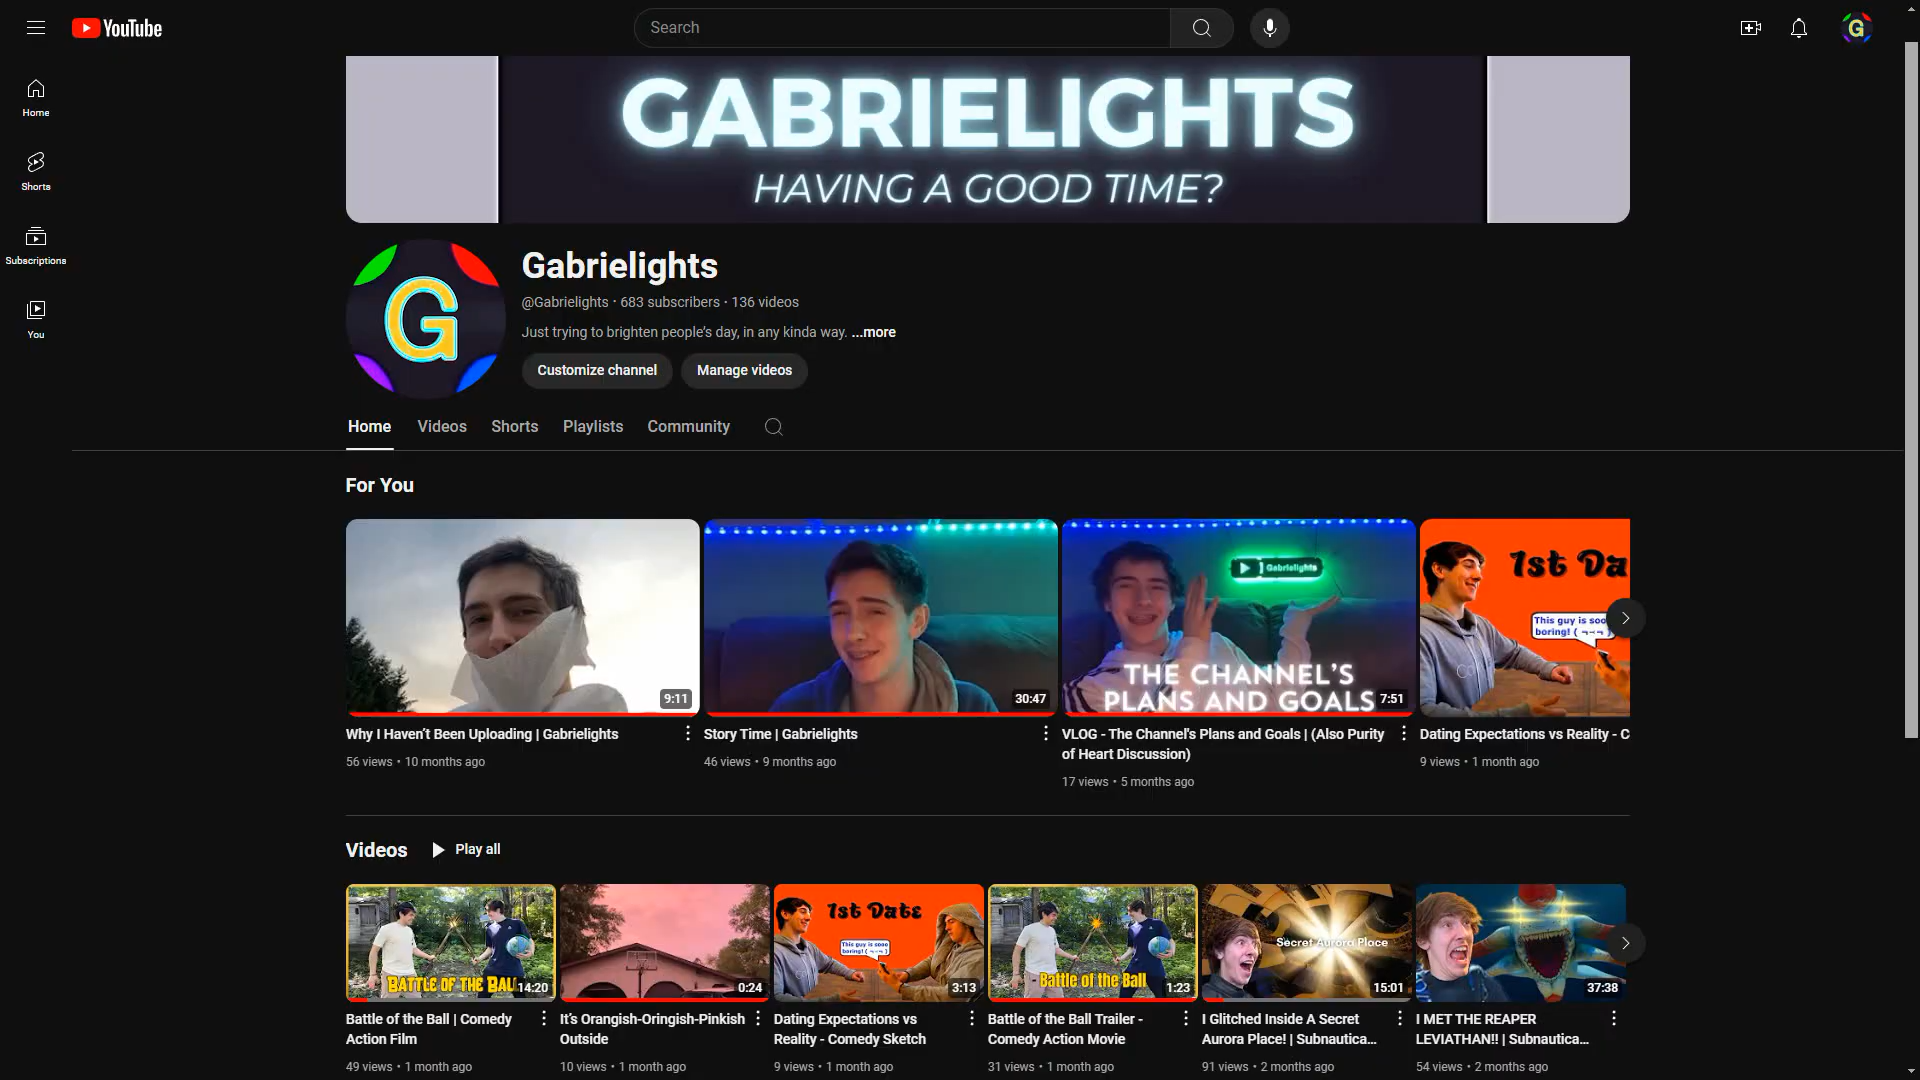 YouTube
Search
G
Home
Shorts
Subscriptions
You
GABRIELIGHTS
HAVING A GOOD TIME?
G
Gabrielights
@Gabrielights • 683 subscribers • 136 videos
Just trying to brighten people's day, in any kinda way. ...more
Customize channel
Manage videos
Home Videos Shorts Playlists Community
For You
9:11
Why I Haven't Been Uploading | Gabrielights
56 views • 10 months ago
30:47
Story Time | Gabrielights
46 views • 9 months ago
Gabrielights
THE CHANNEL'S
PLANS AND GOALS
7:51
VLOG - The Channel's Plans and Goals | (Also Purity
of Heart Discussion)
17 views • 5 months ago
1st Da
This guy is soo
boring!
Dating Expectations vs Reality - C
9 views • 1 month ago
Videos
Play all
BATTLE OF THE BALL
14:20
Battle of the Ball | Comedy
Action Film
49 views • 1 month ago
0:24
It's Orangish-Oringish-Pinkish
Outside
10 views • 1 month ago
1st Date
This guy is sooo
boring!
3:13
Dating Expectations vs
Reality - Comedy Sketch
9 views • 1 month ago
Battle of the Ball
1:23
Battle of the Ball Trailer -
Comedy Action Movie
31 views • 1 month ago
Secret Aurora Place
15:01
I Glitched Inside A Secret
Aurora Place! | Subnautica...
91 views • 2 months ago
37:38
I MET THE REAPER
LEVIATHAN!! | Subnautica...
54 views • 2 months ago